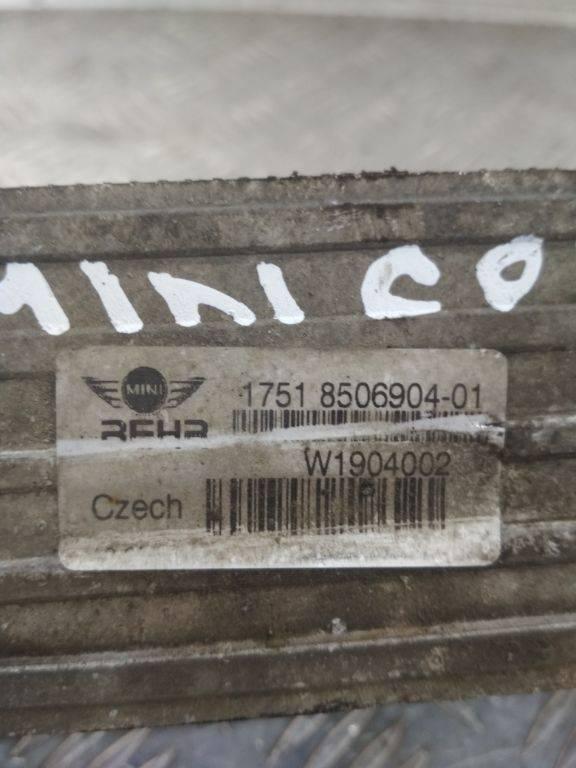 MINI CO
MINI
1751 8506904-01
BEHR
W1904002
Czech